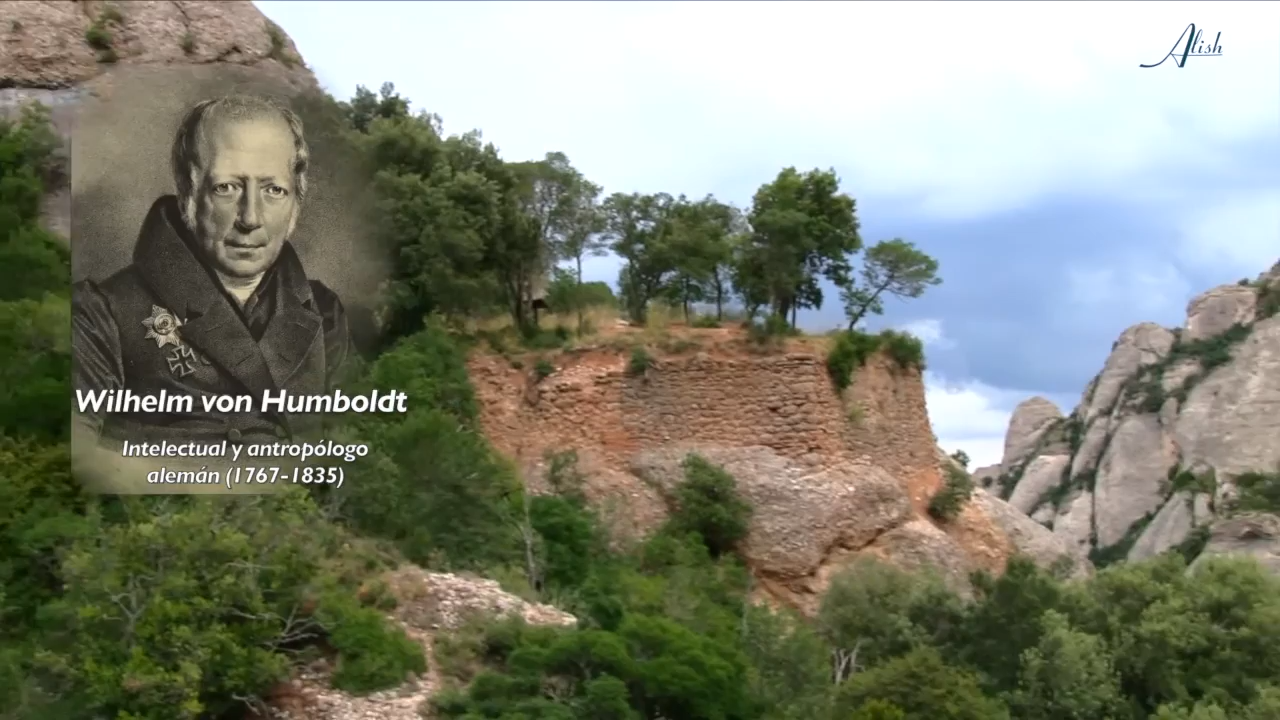 Alish
Wilhelm von Humboldt
Intelectual y antropólogo
alemán (1767-1835)